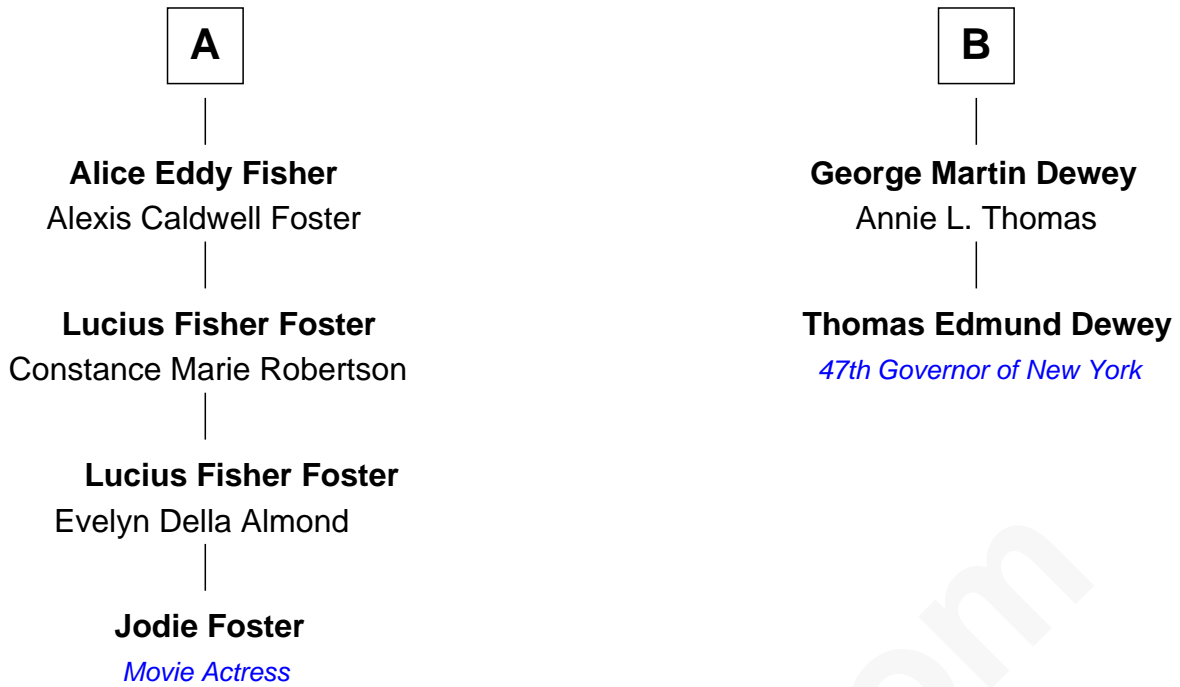 A
B
Alice Eddy Fisher
Alexis Caldwell Foster
George Martin Dewey
Annie L. Thomas
Lucius Fisher Foster
Constance Marie Robertson
Thomas Edmund Dewey
47th Governor of New York
Lucius Fisher Foster
Evelyn Della Almond
Jodie Foster
Movie Actress
om